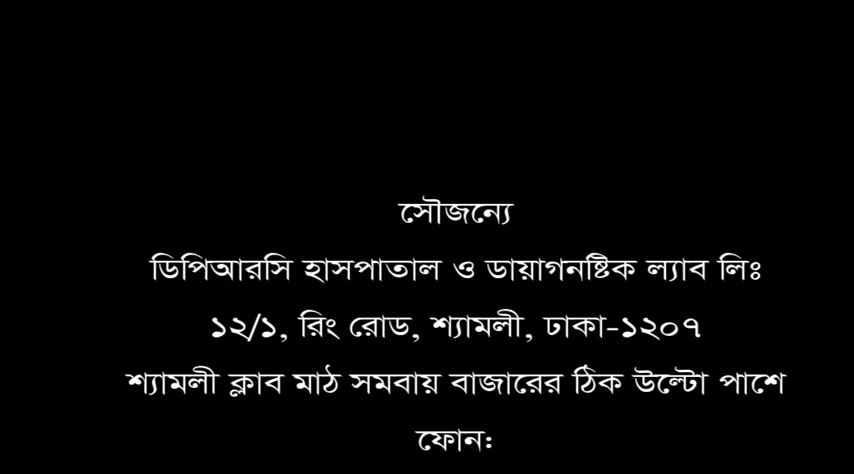 সৌজন্যে
ডিপিআরসি হাসপাতাল ও ডায়াগনষ্টিক ল্যাব লিঃ
১২/১, রিং রোড, শ্যামলী, ঢাকা-১২০৭
শ্যামলী ক্লাব মাঠ সমবায় বাজারের ঠিক উল্টো পাশে
ফোন: